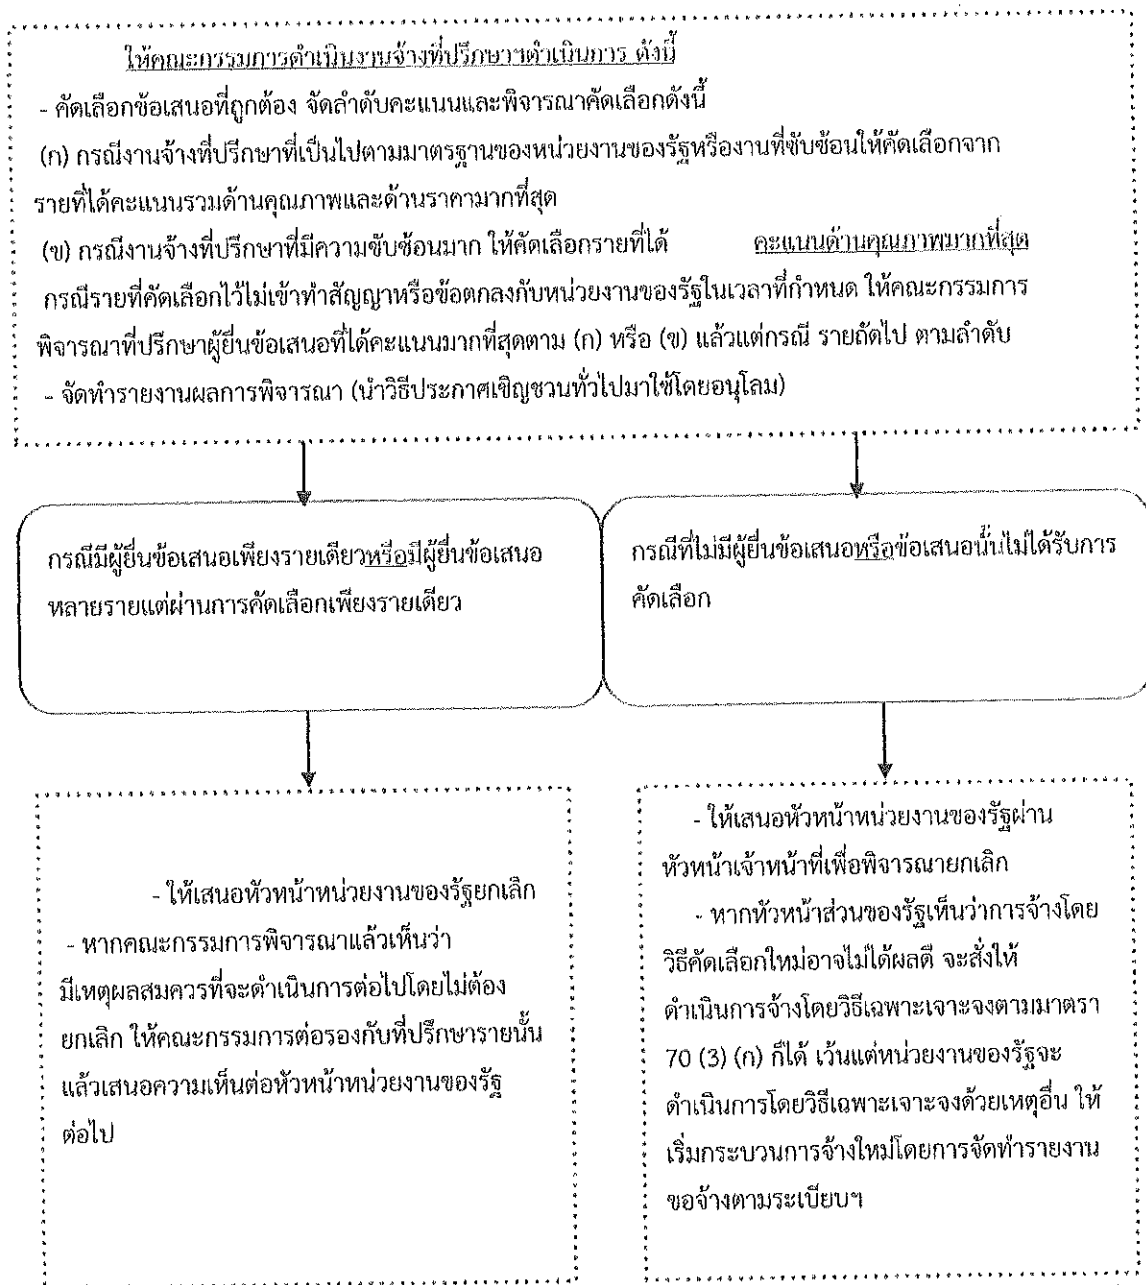 ให้คณะกรรมการดำเนินงานจ้างที่ปรึกษาฯดำเนินการ ดังนี้
- คัดเลือกข้อเสนอที่ถูกต้อง จัดลำดับคะแนนและพิจารณาคัดเลือกดังนี้
(ก) กรณีงานจ้างที่ปรึกษาที่เป็นไปตามมาตรฐานของหน่วยงานของรัฐหรืองานที่ซับซ้อนให้คัดเลือกจาก
รายที่ได้คะแนนรวมด้านคุณภาพและด้านราคามากที่สุด
(ข) กรณีงานจ้างที่ปรึกษาที่มีความซับซ้อนมาก ให้คัดเลือกรายที่ได้ คะแนนด้านคุณภาพมากที่สุด
กรณีรายที่คัดเลือกไว้ไม่เข้าทำสัญญาหรือข้อตกลงกับหน่วยงานของรัฐในเวลาที่กำหนด ให้คณะกรรมการ
พิจารณาที่ปรึกษาผู้ยื่นข้อเสนอที่ได้คะแนนมากที่สุดตาม (ก) หรือ (ข) แล้วแต่กรณี รายถัดไป ตามลำดับ
- จัดทำรายงานผลการพิจารณา (นำวิธีประกาศเชิญชวนทั่วไปมาใช้โดยอนุโลม)
กรณีมีผู้ยื่นข้อเสนอเพียงรายเดียวหรือมีผู้ยื่นข้อเสนอ
หลายรายแต่ผ่านการคัดเลือกเพียงรายเดียว
กรณีที่ไม่มีผู้ยื่นข้อเสนอหรือข้อเสนอนั้นไม่ได้รับการ
คัดเลือก
- ให้เสนอหัวหน้าหน่วยงานของรัฐยกเลิก
- หากคณะกรรมการพิจารณาแล้วเห็นว่า
มีเหตุผลสมควรที่จะดำเนินการต่อไปโดยไม่ต้อง
ยกเลิก ให้คณะกรรมการต่อรองกับที่ปรึกษารายนั้น
แล้วเสนอความเห็นต่อหัวหน้าหน่วยงานของรัฐ
ต่อไป
- ให้เสนอหัวหน้าหน่วยงานของรัฐผ่าน
หัวหน้าเจ้าหน้าที่เพื่อพิจารณายกเลิก
- หากหัวหน้าส่วนของรัฐเห็นว่าการจ้างโดย
วิธีคัดเลือกใหม่อาจไม่ได้ผลดี จะสั่งให้
ดำเนินการจ้างโดยวิธีเฉพาะเจาะจงตามมาตรา
70 (3) (ก) ก็ได้ เว้นแต่หน่วยงานของรัฐจะ
ดำเนินการโดยวิธีเฉพาะเจาะจงด้วยเหตุอื่น ให้
เริ่มกระบวนการจ้างใหม่โดยการจัดทำรายงาน
ขอจ้างตามระเบียบฯ